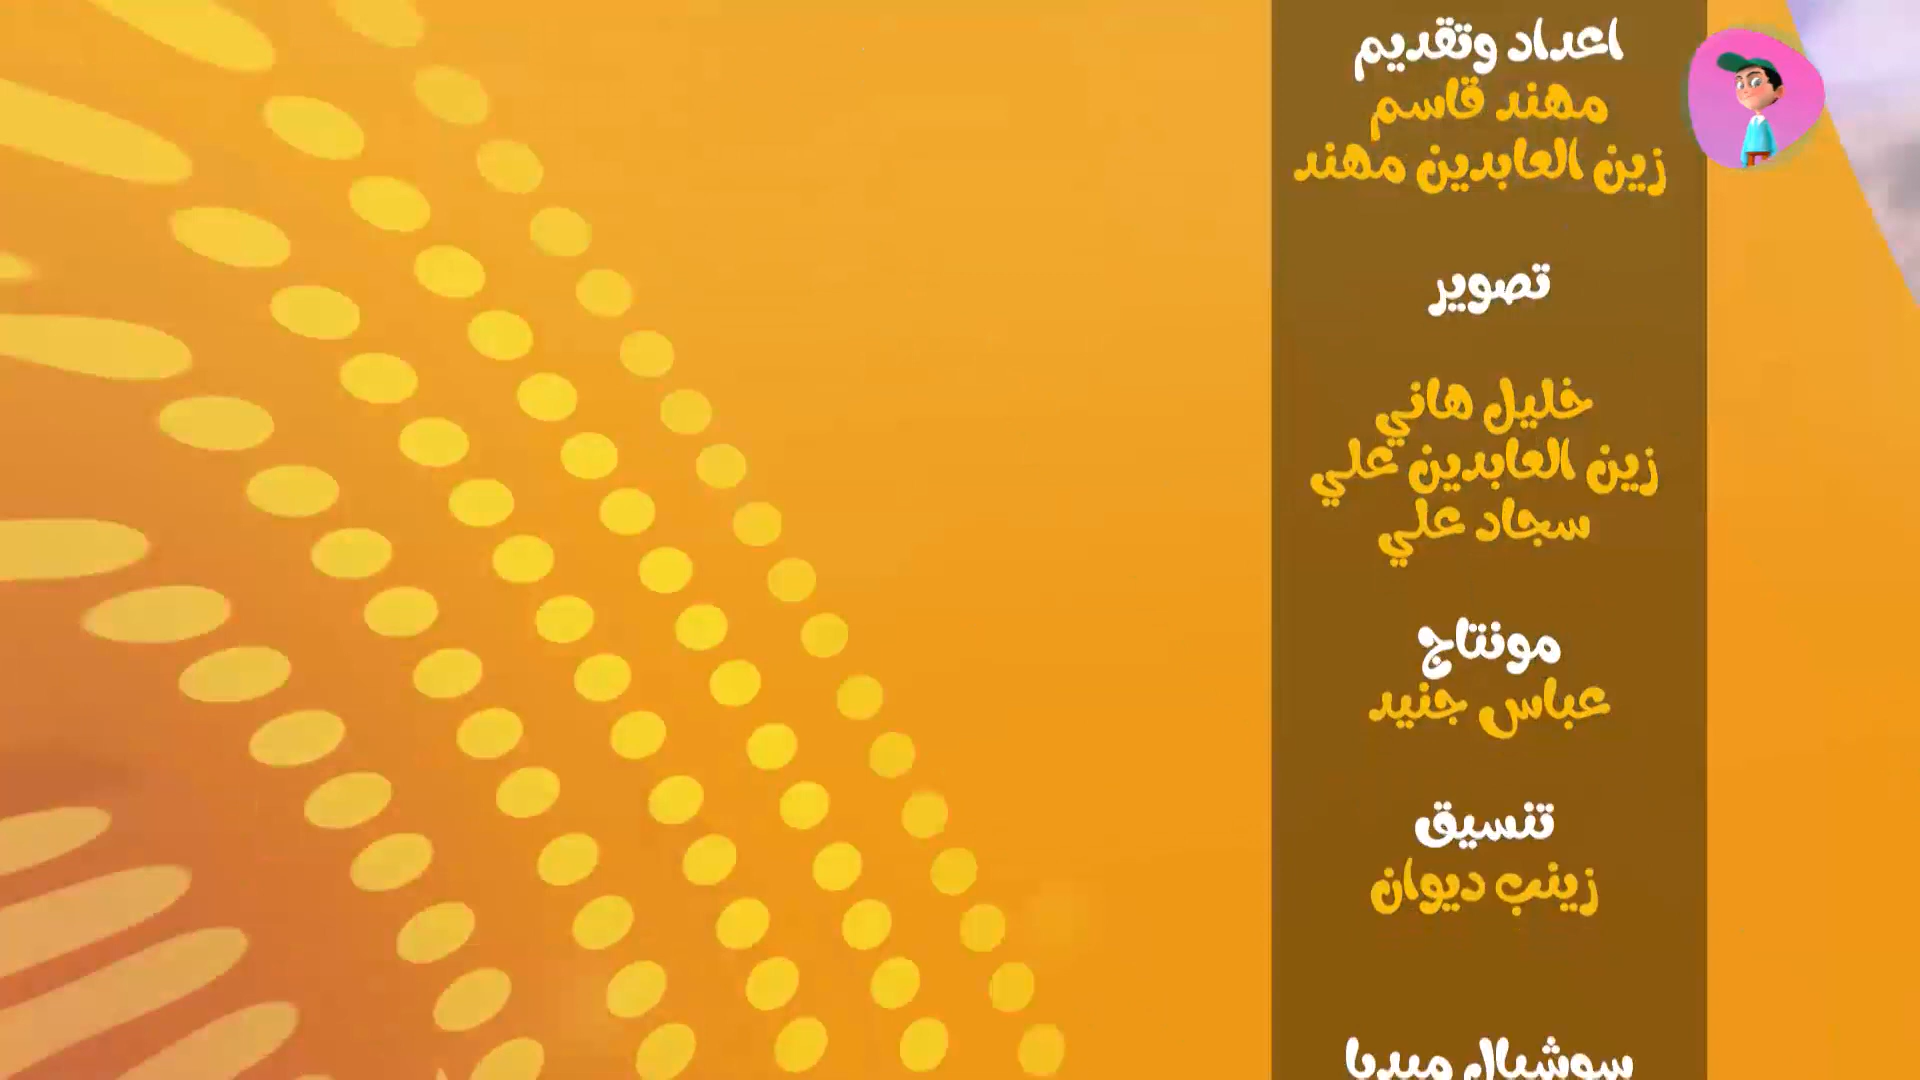 اعداد وتقديم
مهند قاسم
زين العابدين مهند
تصوير
خليل هاني
زين العابدين علي
سجاد علي
مونتاج
عباس جنيد
تنسيق
زينب ديوان
سوشيال ميديا